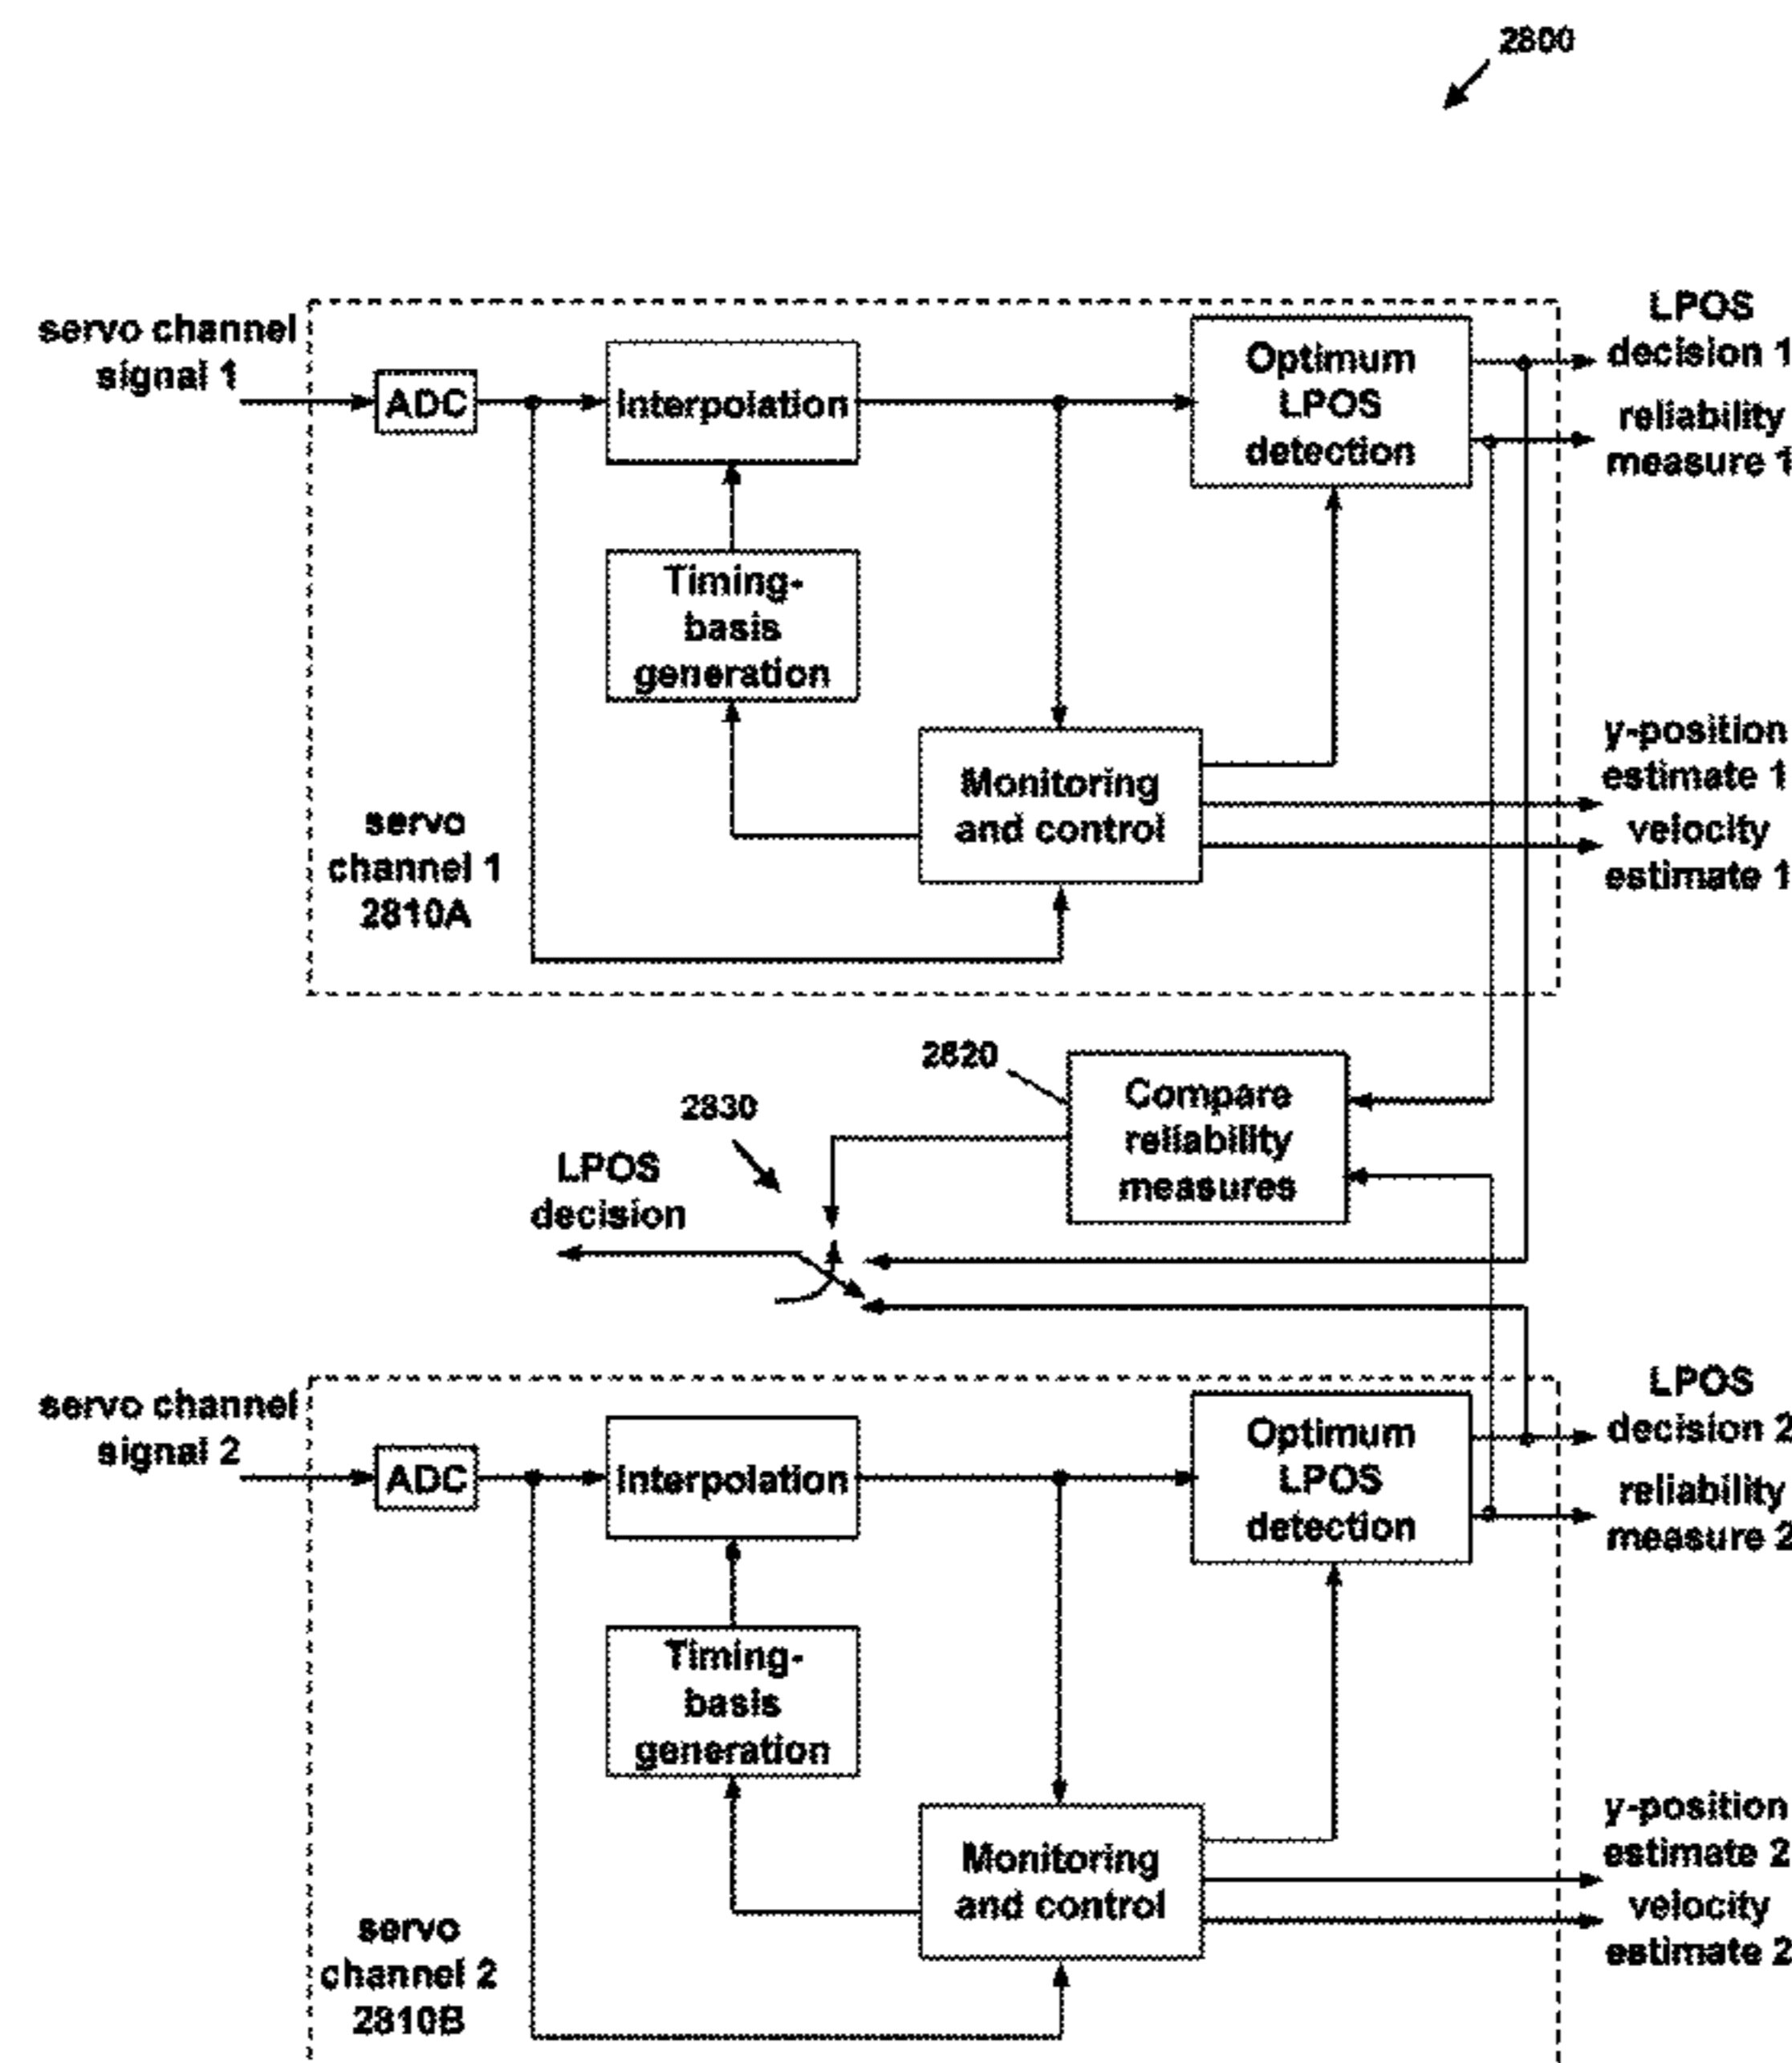 2800
servo channel
signal 1
ADC
Interpolation
Optimum
LPOS
detection
LPOS
decision 1
reliability
measure 1
Timing-
basis
generation
Monitoring
and control
y-position
estimate 1
velocity
estimate 1
servo
channel 1
2810A
2820
Compare
reliability
measures
2830
LPOS
decision
servo channel
signal 2
ADC
Interpolation
Optimum
LPOS
detection
LPOS
decision 2
reliability
measure 2
Timing-
basis
generation
Monitoring
and control
y-position
estimate 2
velocity
estimate 2
servo
channel 2
2810B